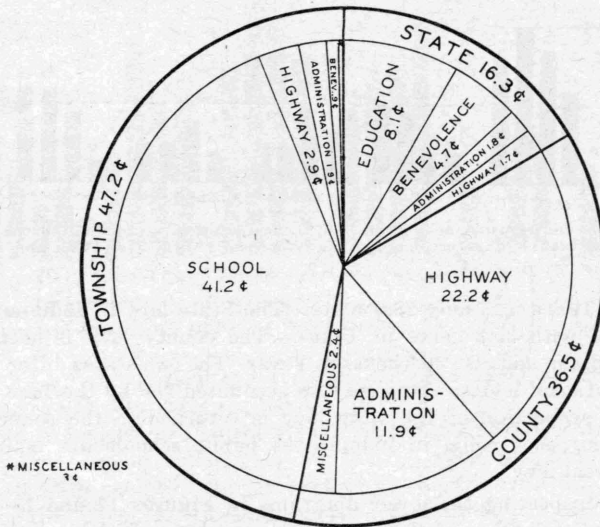 STATE 16.3¢
EDUCATION
8.1¢
BENEVOLENCE
4.7¢
ADMINISTRATION 1.8¢
HIGHWAY 1.7¢
COUNTY 36.5¢
HIGHWAY
22.2¢
ADMINIS-
TRATION
11.9¢
MISCELLANEOUS 2.4¢
TOWNSHIP 47.2¢
SCHOOL
41.2¢
HIGHWAY 2.9¢
ADMINISTRATION 1.9¢
BENEV. .9¢
*MISCELLANEOUS